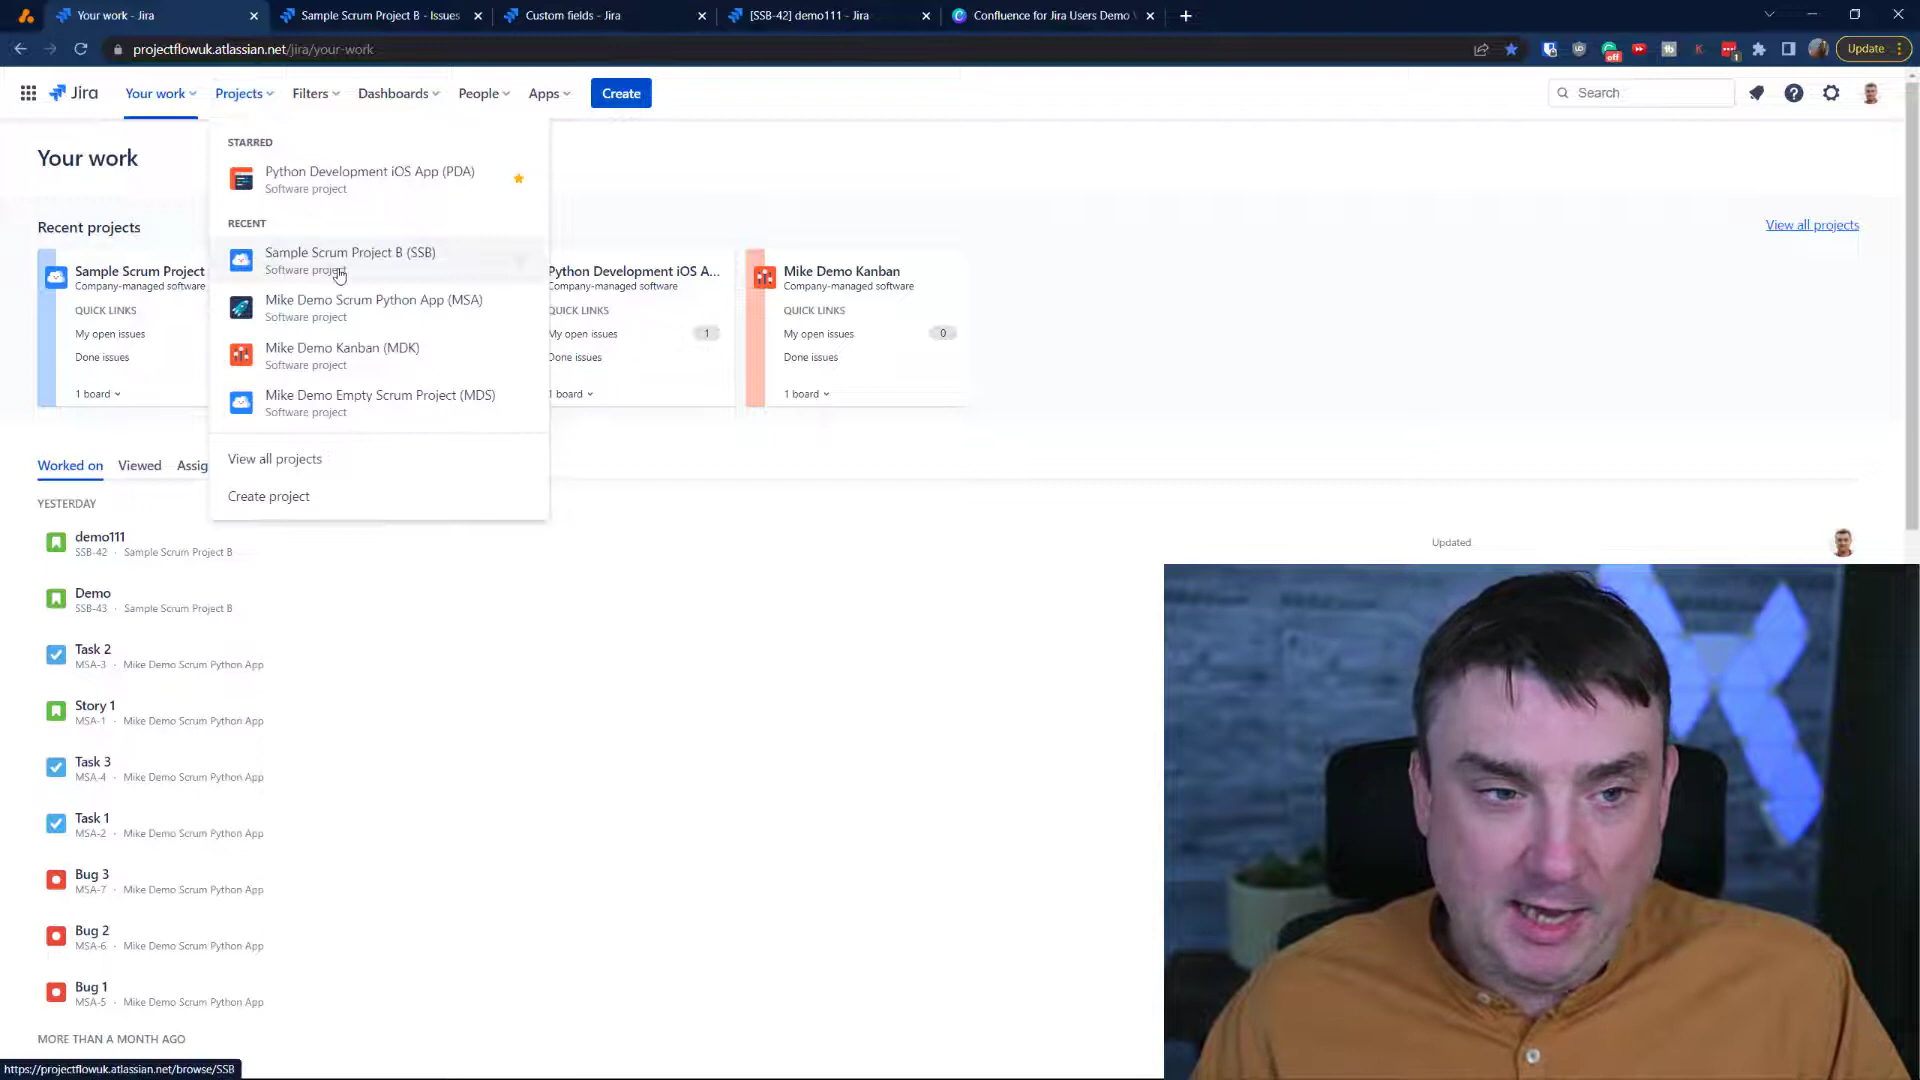 Your work - Jira
Sample Scrum Project B - Issues
Custom fields - Jira
[SSB-42] demo111 - Jira
Confluence for Jira Users Demo
projectflowuk.atlassian.net/jira/your-work
Update
Jira
Your work
Projects
Filters
Dashboards
People
Apps
Create
Search
Your work
STARRED
Python Development iOS App (PDA)
Software project
RECENT
Sample Scrum Project B (SSB)
Software project
Mike Demo Scrum Python App (MSA)
Software project
Mike Demo Kanban (MDK)
Software project
Mike Demo Empty Scrum Project (MDS)
Software project
View all projects
Create project
Recent projects
View all projects
Sample Scrum Project
Company-managed software
QUICK LINKS
My open issues
Done issues
1 board
Python Development iOS A...
Company-managed software
QUICK LINKS
My open issues
1
Done issues
board
Mike Demo Kanban
Company-managed software
QUICK LINKS
My open issues
0
Done issues
1 board
Worked on
Viewed
Assig
YESTERDAY
demo111
SSB-42 · Sample Scrum Project B
Updated
Demo
SSB-43 · Sample Scrum Project B
Task 2
MSA-3 · Mike Demo Scrum Python App
Story 1
MSA-1 · Mike Demo Scrum Python App
Task 3
MSA-4 · Mike Demo Scrum Python App
Task 1
MSA-2 · Mike Demo Scrum Python App
Bug 3
MSA-7 · Mike Demo Scrum Python App
Bug 2
MSA-6 · Mike Demo Scrum Python App
Bug 1
MSA-5 · Mike Demo Scrum Python App
MORE THAN A MONTH AGO
https://projectflowuk.atlassian.net/browse/SSB